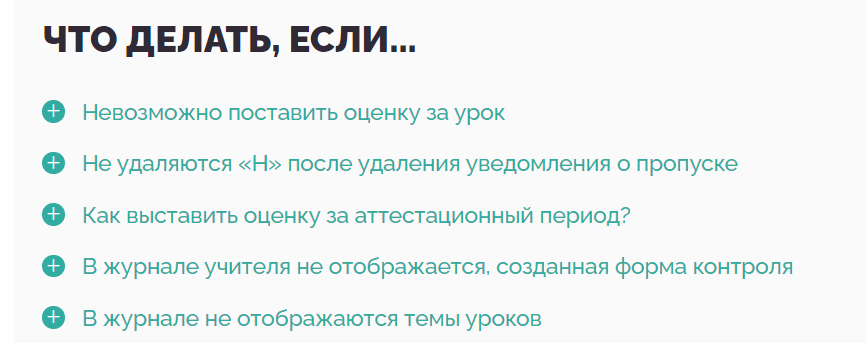 ЧТО ДЕЛАТЬ, ЕСЛИ...
Невозможно поставить оценку за урок
Не удаляются «Н» после удаления уведомления о пропуске
Как выставить оценку за аттестационный период?
В журнале учителя не отображается, созданная форма контроля
В журнале не отображаются темы уроков